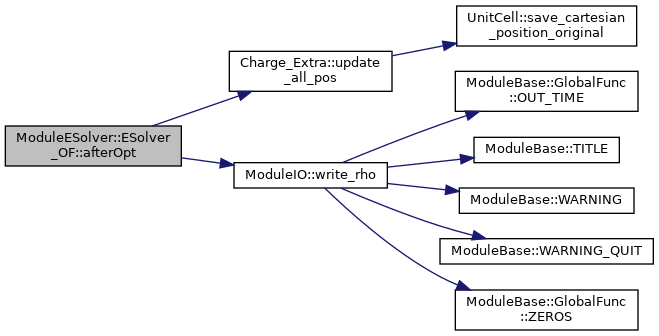 ModuleESolver::ESolver
_OF::afterOpt
Charge_Extra::update
_all_pos
UnitCell::save_cartesian
_position_original
ModuleIO::write_rho
ModuleBase::GlobalFunc
::OUT_TIME
ModuleBase::TITLE
ModuleBase::WARNING
ModuleBase::WARNING_QUIT
ModuleBase::GlobalFunc
::ZEROS